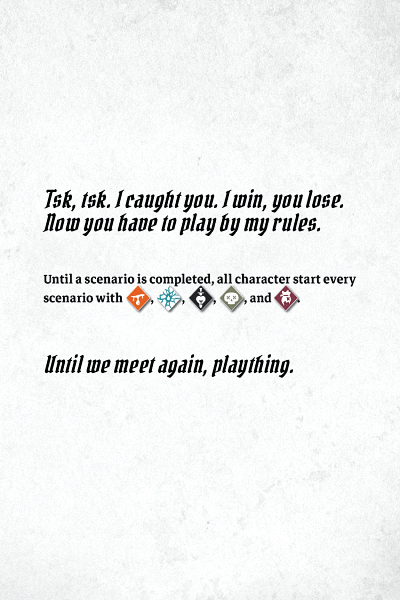 Tsk, tsk. I caught you. I win, you lose.
Now you have to play by my rules.
Until a scenario is completed, all character start every
scenario with , , , , and .
Until we meet again, plaything.